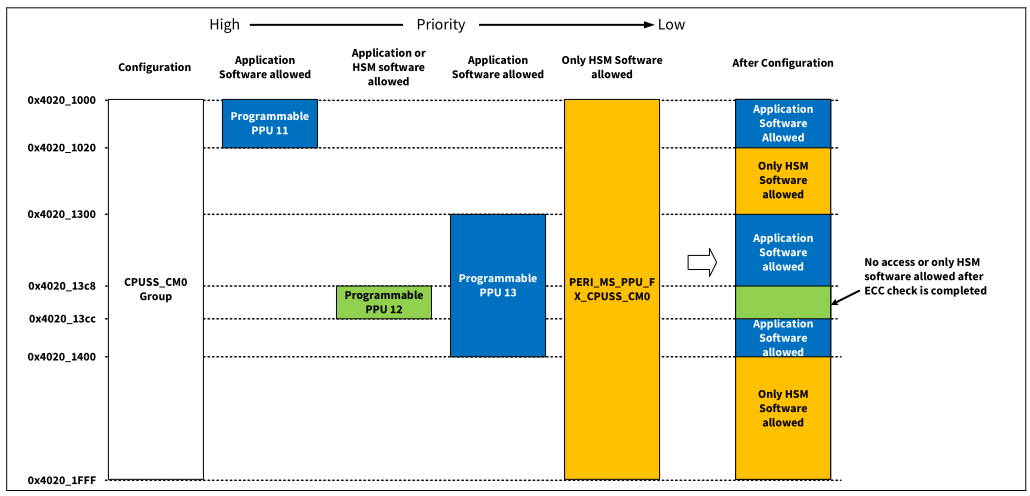 High
Priority
Low
Configuration
Application
Software allowed
Application or
HSM software
allowed
Application
Software allowed
Only HSM Software
allowed
After Configuration
0x4020_1000
0x4020_1020
0x4020_1300
0x4020_13c8
0x4020_13cc
0x4020_1400
0x4020_1FFF
CPUSS_CM0
Group
Programmable
PPU 11
Programmable
PPU 12
Programmable
PPU 13
PERI_MS_PPU_F
X_CPUSS_CM0
Application
Software
Allowed
Only HSM
Software
allowed
Application
Software
allowed
Application
Software
allowed
Only HSM
Software
allowed
No access or only HSM
software allowed after
ECC check is completed